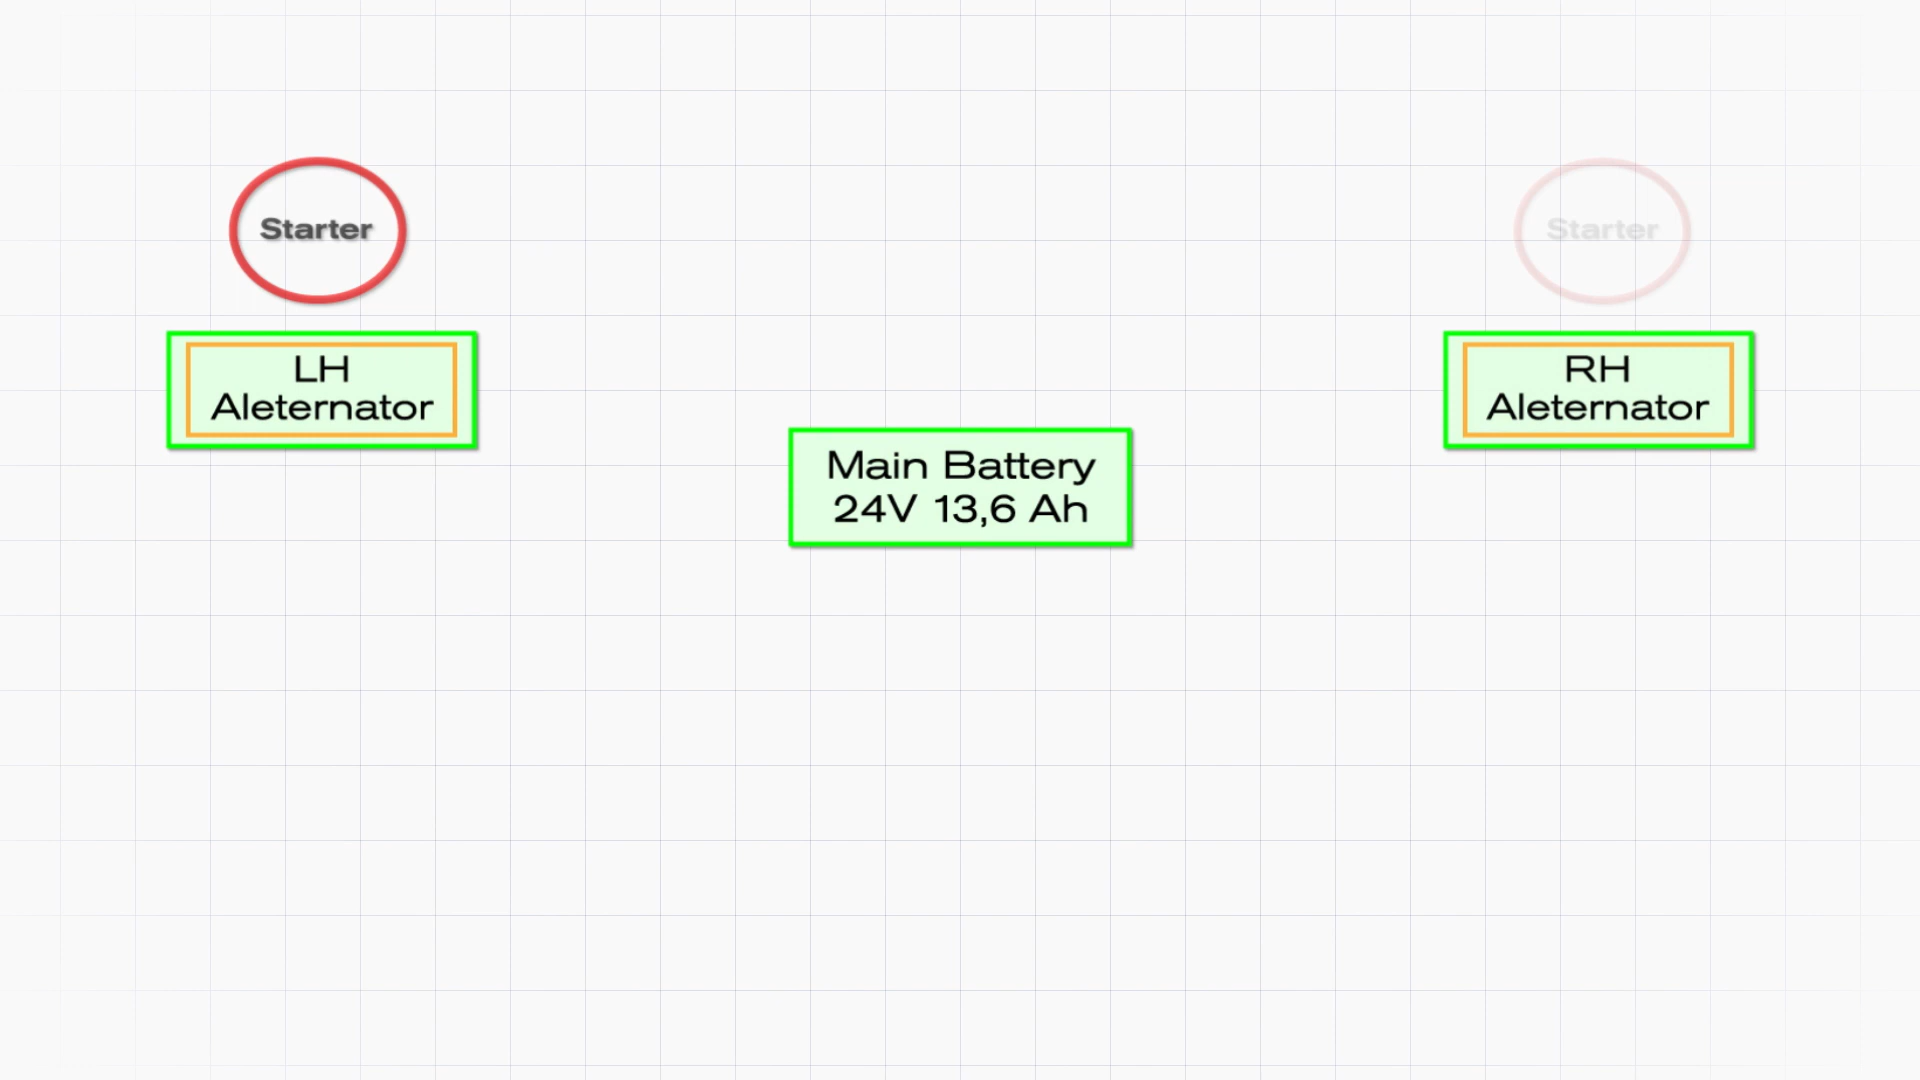 Starter
Starter
LH
Aleternator
RH
Aleternator
Main Battery
24V 13,6 Ah